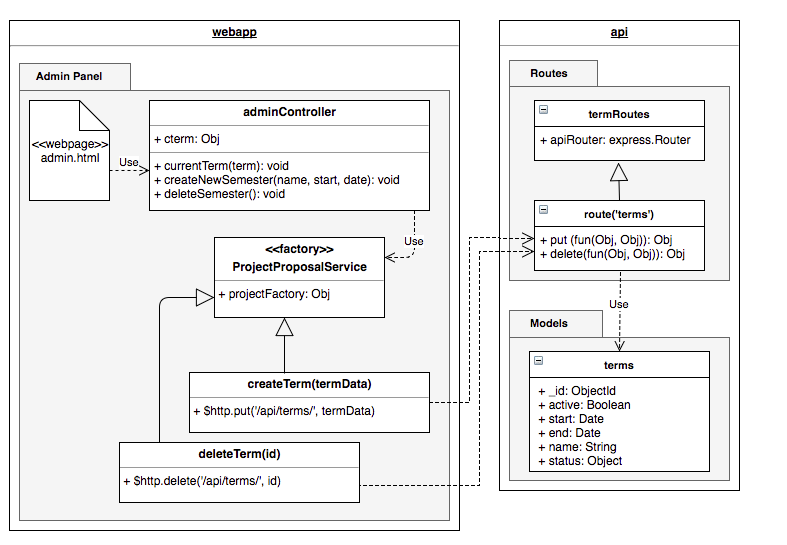 webapp
Admin Panel
<<webpage>>
admin.html
Use
adminController
+ cterm: Obj
+ currentTerm(term): void
+ createNewSemester(name, start, date): void
+ deleteSemester(): void
Use
<<factory>>
ProjectProposalService
+ projectFactory: Obj
createTerm(termData)
+ $http.put('/api/terms/', termData)
deleteTerm(id)
+ $http.delete('/api/terms/', id)
api
Routes
termRoutes
+ apiRouter: express.Router
route('terms')
+ put (fun(Obj, Obj)): Obj
+ delete(fun(Obj, Obj)): Obj
Use
Models
terms
+ _id: ObjectId
+ active: Boolean
+ start: Date
+ end: Date
+ name: String
+ status: Object